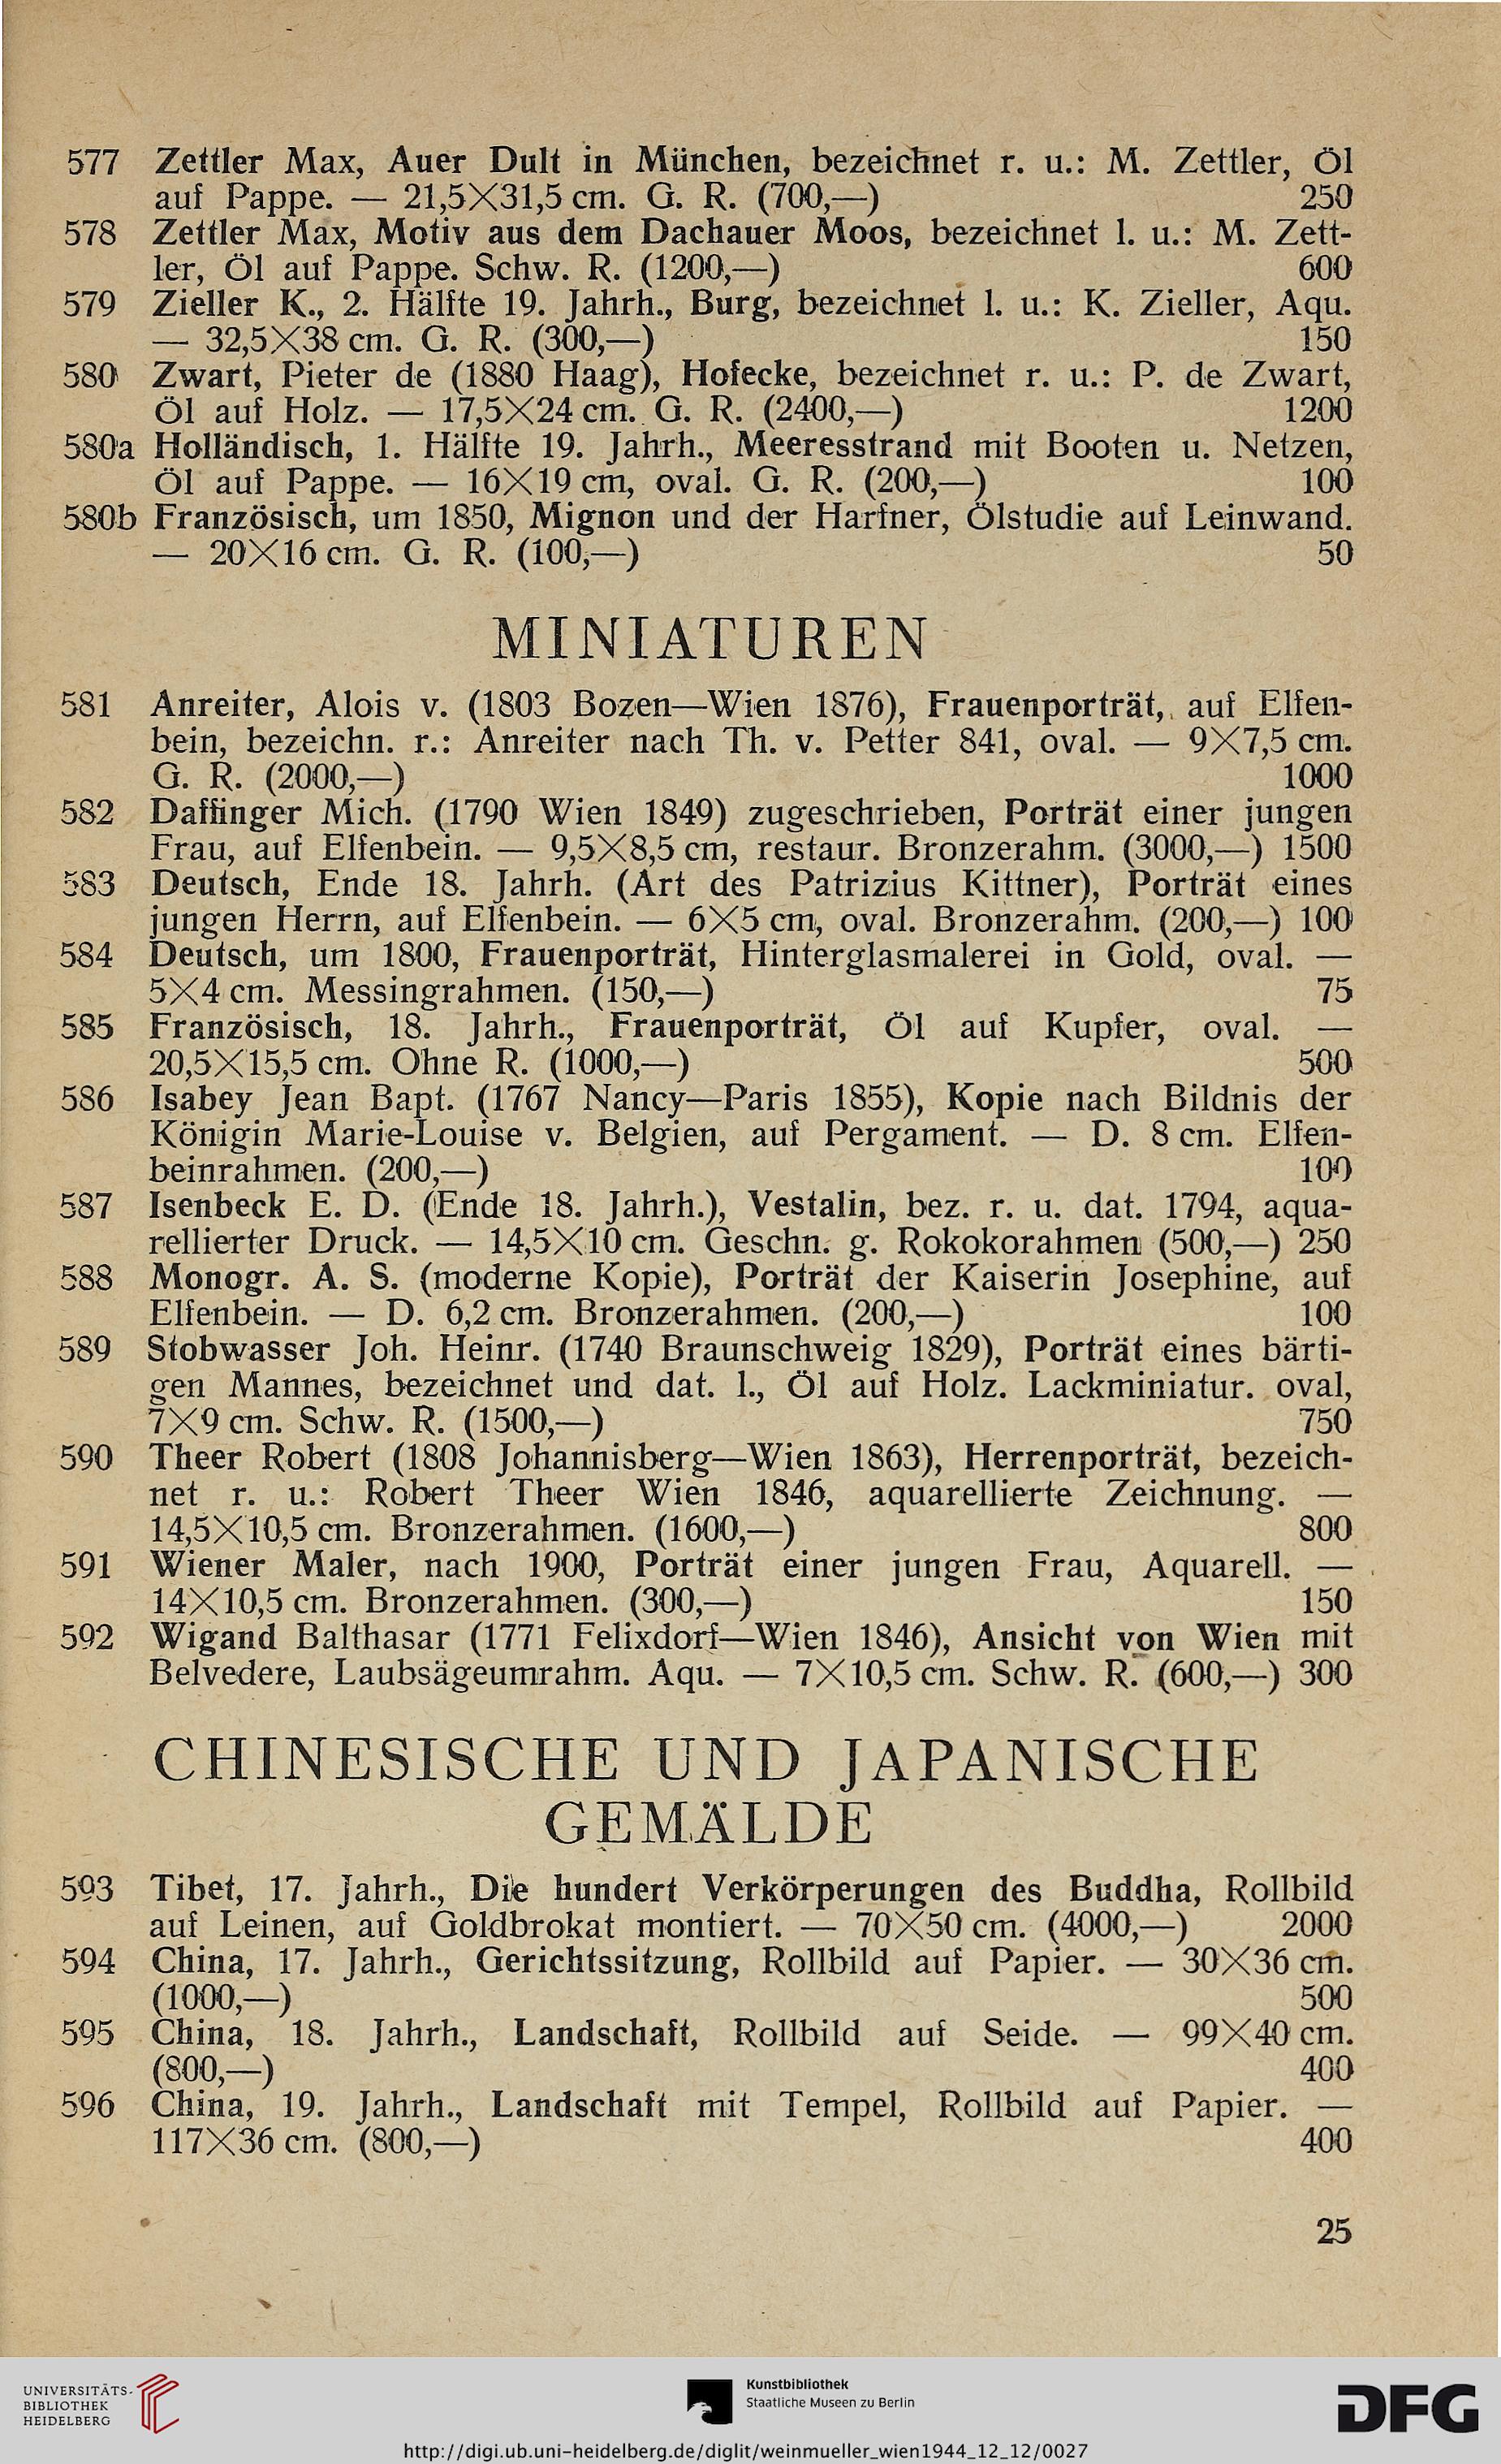 577 Zettler Max, Auer Dult in München, bezeichnet r. u.: M. Zettler, Öl
auf Pappe. — 21,5×31,5 cm. G. R. (700,—) 250
578 Zettler Max, Motiv aus dem Dachauer Moos, bezeichnet l. u.: M. Zett-
ler, Öl auf Pappe. Schw. R. (1200,—) 600
579 Zieller K., 2. Hälfte 19. Jahrh., Burg, bezeichnet l. u.: K. Zieller, Aqu.
— 32,5×38 cm. G. R. (300,—) 150
580 Zwart, Pieter de (1880 Haag), Hofecke, bezeichnet r. u.: P. de Zwart,
Öl auf Holz. — 17,5×24 cm. G. R. (2400,—) 1200
580a Holländisch, 1. Hälfte 19. Jahrh., Meeresstrand mit Booten u. Netzen,
Öl auf Pappe. — 16×19 cm, oval. G. R. (200,—) 100
580b Französisch, um 1850, Mignon und der Harfner, Ölstudie auf Leinwand.
— 20×16 cm. G. R. (100,—) 50
MINIATUREN
581 Anreiter, Alois v. (1803 Bozen—Wien 1876), Frauenporträt, auf Elfen-
bein, bezeichn. r.: Anreiter nach Th. v. Petter 841, oval. — 9×7,5 cm.
G. R. (2000,—) 1000
582 Daffinger Mich. (1790 Wien 1849) zugeschrieben, Porträt einer jungen
Frau, auf Elfenbein. — 9,5×8,5 cm, restaur. Bronzerahm. (3000,—) 1500
583 Deutsch, Ende 18. Jahrh. (Art des Patrizius Kittner), Porträt eines
jungen Herrn, auf Elfenbein. — 6×5 cm, oval. Bronzerahm. (200,—) 100
584 Deutsch, um 1800, Frauenporträt, Hinterglasmalerei in Gold, oval. —
5×4 cm. Messingrahmen. (150,—) 75
585 Französisch, 18. Jahrh., Frauenporträt, Öl auf Kupfer, oval. —
20,5×15,5 cm. Ohne R. (1000,—) 500
586 Isabey Jean Bapt. (1767 Nancy—Paris 1855), Kopie nach Bildnis der
Königin Marie-Louise v. Belgien, auf Pergament. — D. 8 cm. Elfen-
beinrahmen. (200,—) 100
587 Isenbeck E. D. (Ende 18. Jahrh.), Vestalin, bez. r. u. dat. 1794, aqua-
rellierter Druck. — 14,5×10 cm. Geschn. g. Rokokorahmen (500,—) 250
588 Monogr. A. S. (moderne Kopie), Porträt der Kaiserin Josephine, auf
Elfenbein. — D. 6,2 cm. Bronzerahmen. (200,—) 100
589 Stobwasser Joh. Heinr. (1740 Braunschweig 1829), Porträt eines bärti-
gen Mannes, bezeichnet und dat. l., Öl auf Holz. Lackminiatur. oval,
7×9 cm. Schw. R. (1500,—) 750
590 Theer Robert (1808 Johannisberg—Wien 1863), Herrenporträt, bezeich-
net r. u.: Robert Theer Wien 1846, aquarellierte Zeichnung. —
14,5×10,5 cm. Bronzerahmen. (1600,—) 800
591 Wiener Maler, nach 1900, Porträt einer jungen Frau, Aquarell. —
14×10,5 cm. Bronzerahmen. (300,—) 150
592 Wigand Balthasar (1771 Felixdorf—Wien 1846), Ansicht von Wien mit
Belvedere, Laubsägeumrahm. Aqu. — 7×10,5 cm. Schw. R. (600,—) 300
CHINESISCHE UND JAPANISCHE
GEMÄLDE
593 Tibet, 17. Jahrh., Die hundert Verkörperungen des Buddha, Rollbild
auf Leinen, auf Goldbrokat montiert. — 70×50 cm. (4000,—) 2000
594 China, 17. Jahrh., Gerichtssitzung, Rollbild auf Papier. — 30×36 cm.
(1000,—) 500
595 China, 18. Jahrh., Landschaft, Rollbild auf Seide. — 99×40 cm.
(800,—) 400
596 China, 19. Jahrh., Landschaft mit Tempel, Rollbild auf Papier. —
117×36 cm. (800,—) 400
25
UNIVERSITÄTS-
BIBLIOTHEK
HEIDELBERG
Kunstbibliothek
Staatliche Museen zu Berlin
DFG
http://digi.ub.uni-heidelberg.de/diglit/weinmueller_wien1944_12_12/0027